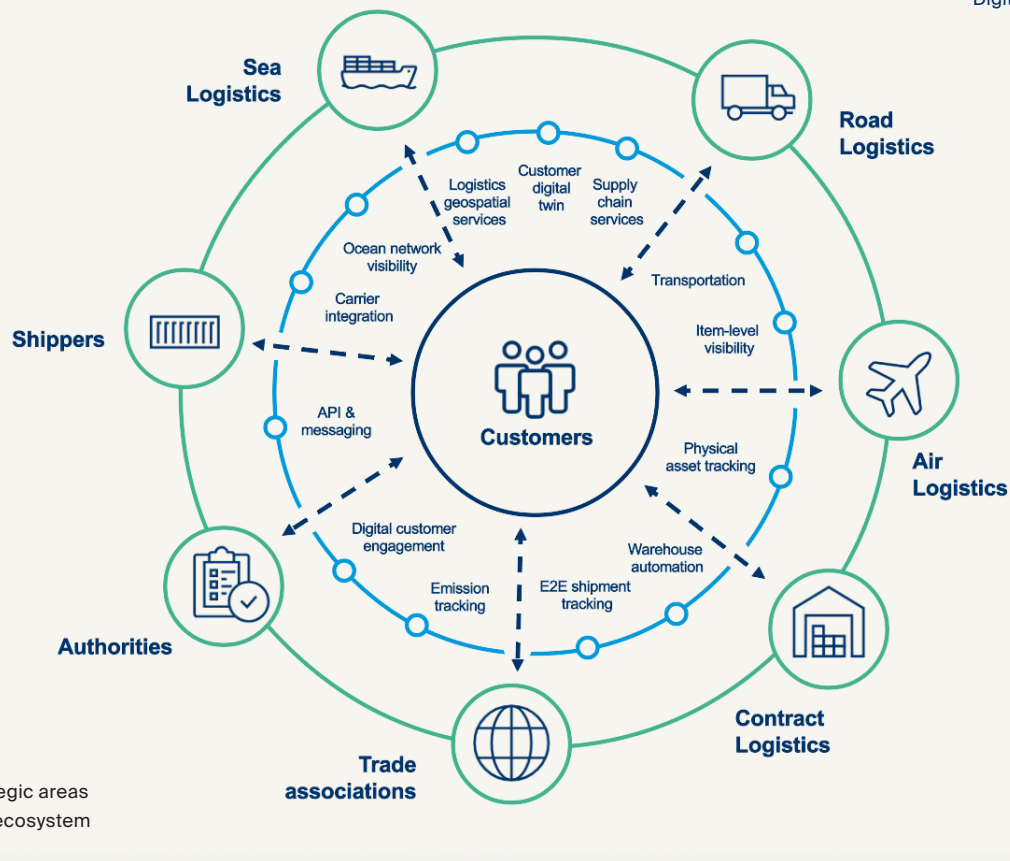 Sea
Logistics
Road
Logistics
Logistics
geospatial
services
Customer
digital
twin
Supply
chain
services
Ocean network
visibility
Transportation
Carrier
integration
Item-level
visibility
Shippers
API &
messaging
Customers
Physical
asset tracking
Air
Logistics
Digital customer
engagement
Warehouse
automation
Emission
tracking
E2E shipment
tracking
Authorities
Contract
Logistics
Trade
associations
areas
ecosystem